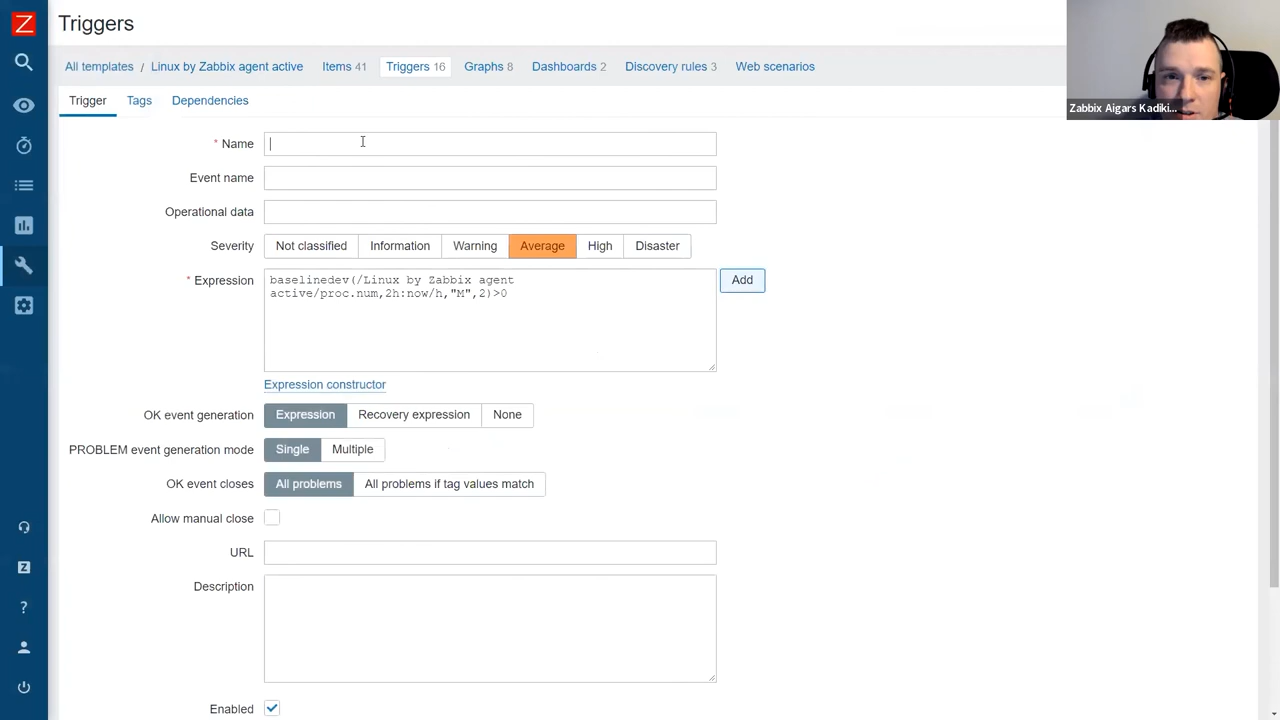 Z
Triggers
All templates / Linux by Zabbix agent active Items 41 Triggers 16 Graphs 8 Dashboards 2 Discovery rules 3 Web scenarios
Zabbix Aigars Kadiki...
Trigger Tags Dependencies
* Name
Event name
Operational data
Severity Not classified Information Warning Average High Disaster
* Expression baselinedev(/Linux by Zabbix agent
active/proc.num,2h:now/h,"M",2)>0
Add
Expression constructor
OK event generation Expression Recovery expression None
PROBLEM event generation mode Single Multiple
OK event closes All problems All problems if tag values match
Allow manual close
URL
Z
Description
?
Enabled